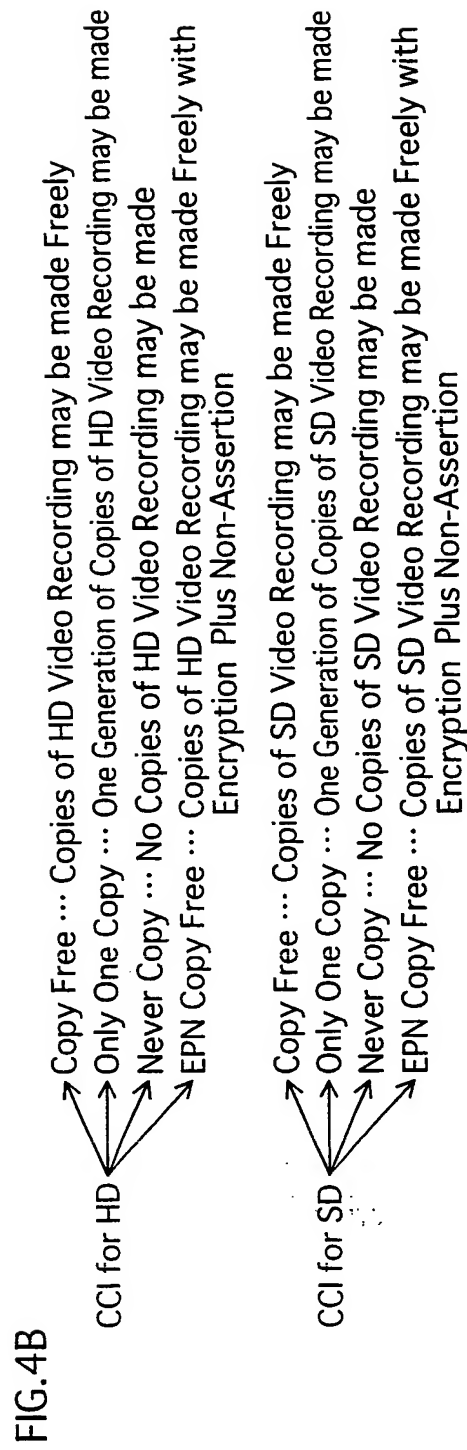 FIG.4B
CCI for HD
Copy Free ··· Copies of HD Video Recording may be made Freely
Only One Copy ··· One Generation of Copies of HD Video Recording may be made
Never Copy ··· No Copies of HD Video Recording may be made
EPN Copy Free ··· Copies of HD Video Recording may be made Freely with
Encryption Plus Non-Assertion
CCI for SD
Copy Free ··· Copies of SD Video Recording may be made Freely
Only One Copy ··· One Generation of Copies of SD Video Recording may be made
Never Copy ··· No Copies of SD Video Recording may be made
EPN Copy Free ··· Copies of SD Video Recording may be made Freely with
Encryption Plus Non-Assertion